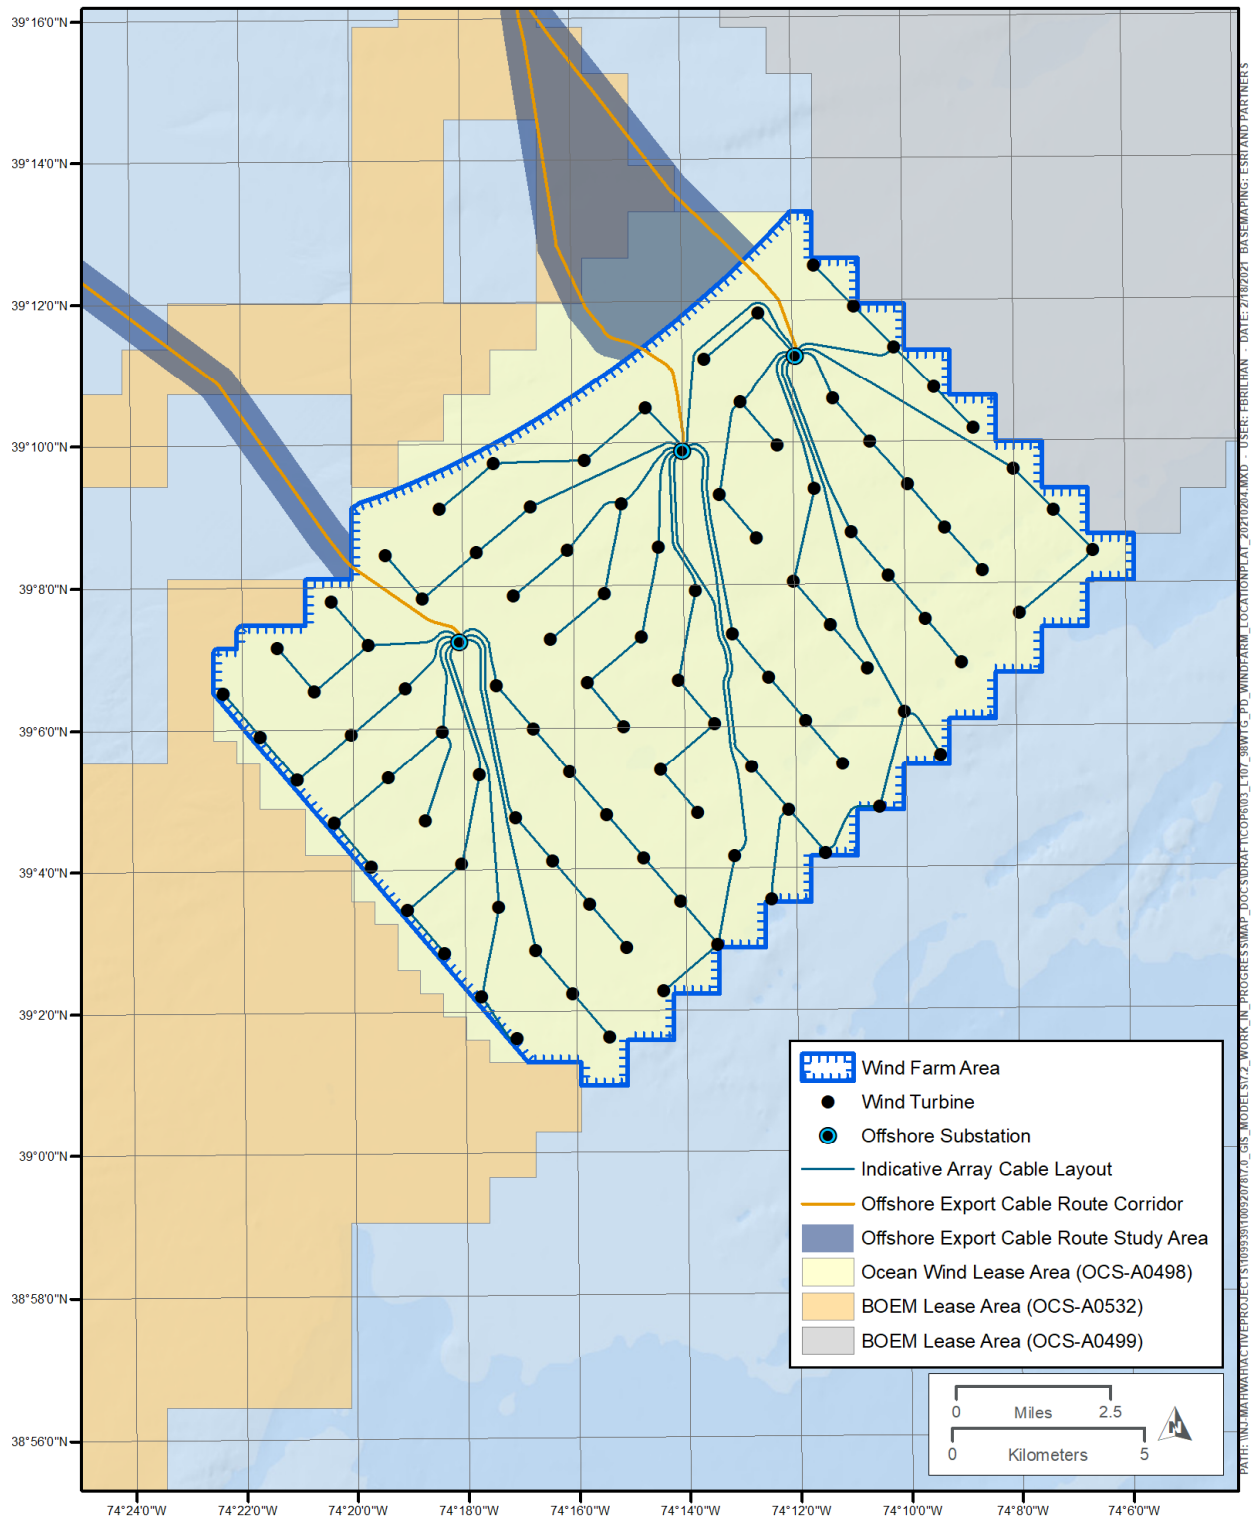 39°16'0"N
39°14'0"N
39°12'0"N
39°10'0"N
39°8'0"N
39°6'0"N
39°4'0"N
39°2'0"N
39°0'0"N
38°58'0"N
38°56'0"N
Wind Farm Area
Wind Turbine
Offshore Substation
Indicative Array Cable Layout
Offshore Export Cable Route Corridor
Offshore Export Cable Route Study Area
Ocean Wind Lease Area (OCS-A0498)
BOEM Lease Area (OCS-A0532)
BOEM Lease Area (OCS-A0499)
0 Miles 2.5
0 Kilometers 5
N
74°24'0"W 74°22'0"W 74°20'0"W 74°18'0"W 74°16'0"W 74°14'0"W 74°12'0"W 74°10'0"W 74°8'0"W 74°6'0"W